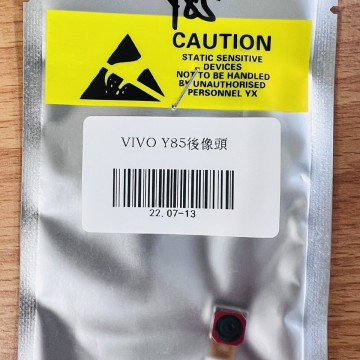 Y85
CAUTION
STATIC SENSITIVE
DEVICES
NOT TO BE HANDLED
BY UNAUTHORISED
PERSONNEL YX
VIVO Y85後像頭
22.07-13